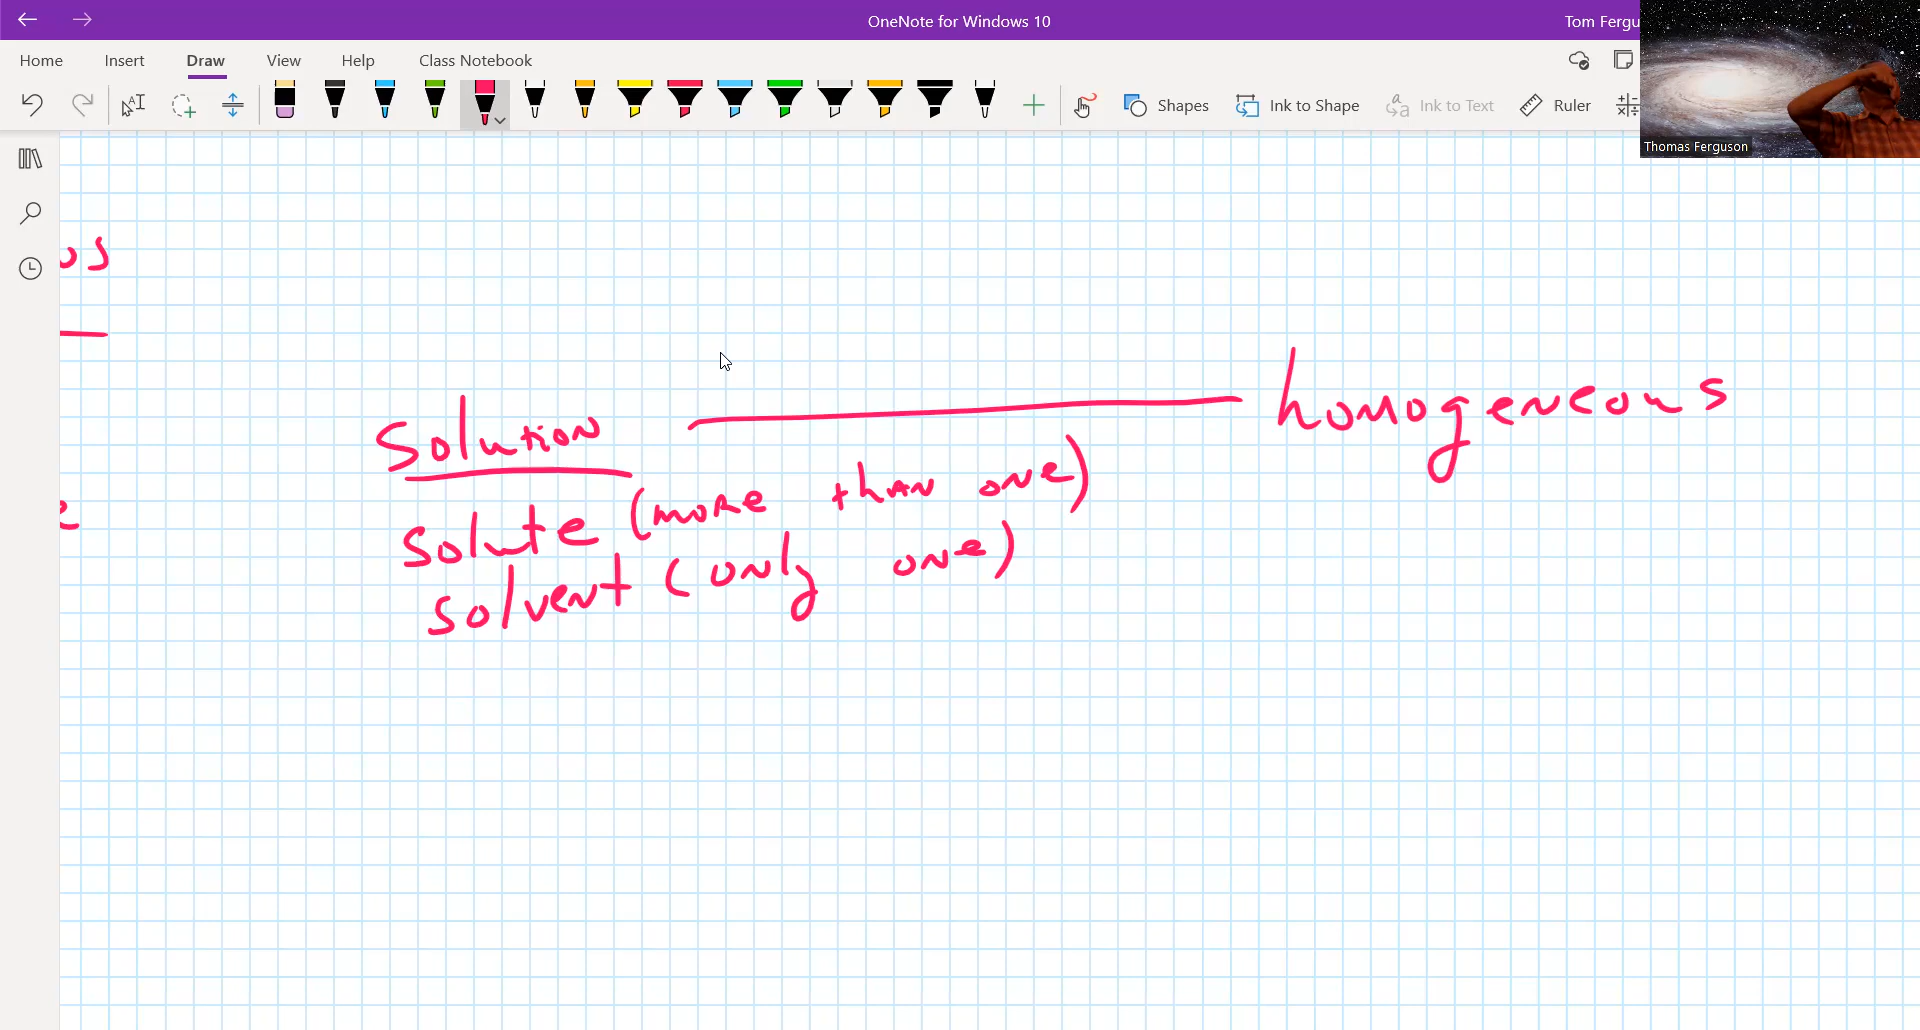 OneNote for Windows 10
Tom Fergu
Home Insert Draw View Help Class Notebook
Shapes Ink to Shape Ink to Text Ruler
Thomas Ferguson
os
Solution homogeneous
solute (more than one)
solvent (only one)
e